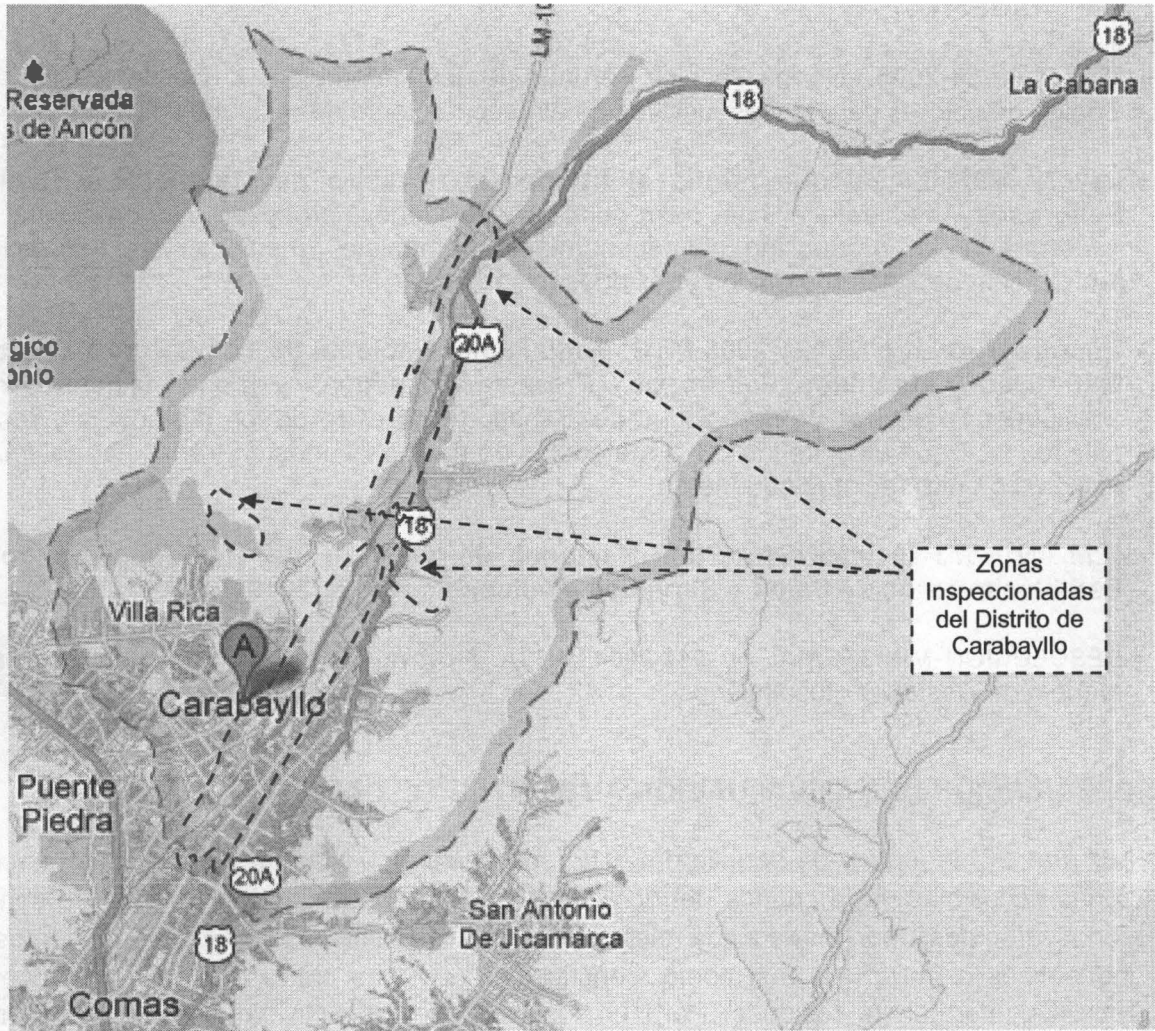 LM-10
18
18
La Cabana
Reservada
s de Ancón
20A
gico
onio
18
Zonas
Inspeccionadas
del Distrito de
Carabayllo
Villa Rica
A
Carabayllo
Puente
Piedra
20A
San Antonio
De Jicamarca
18
Comas